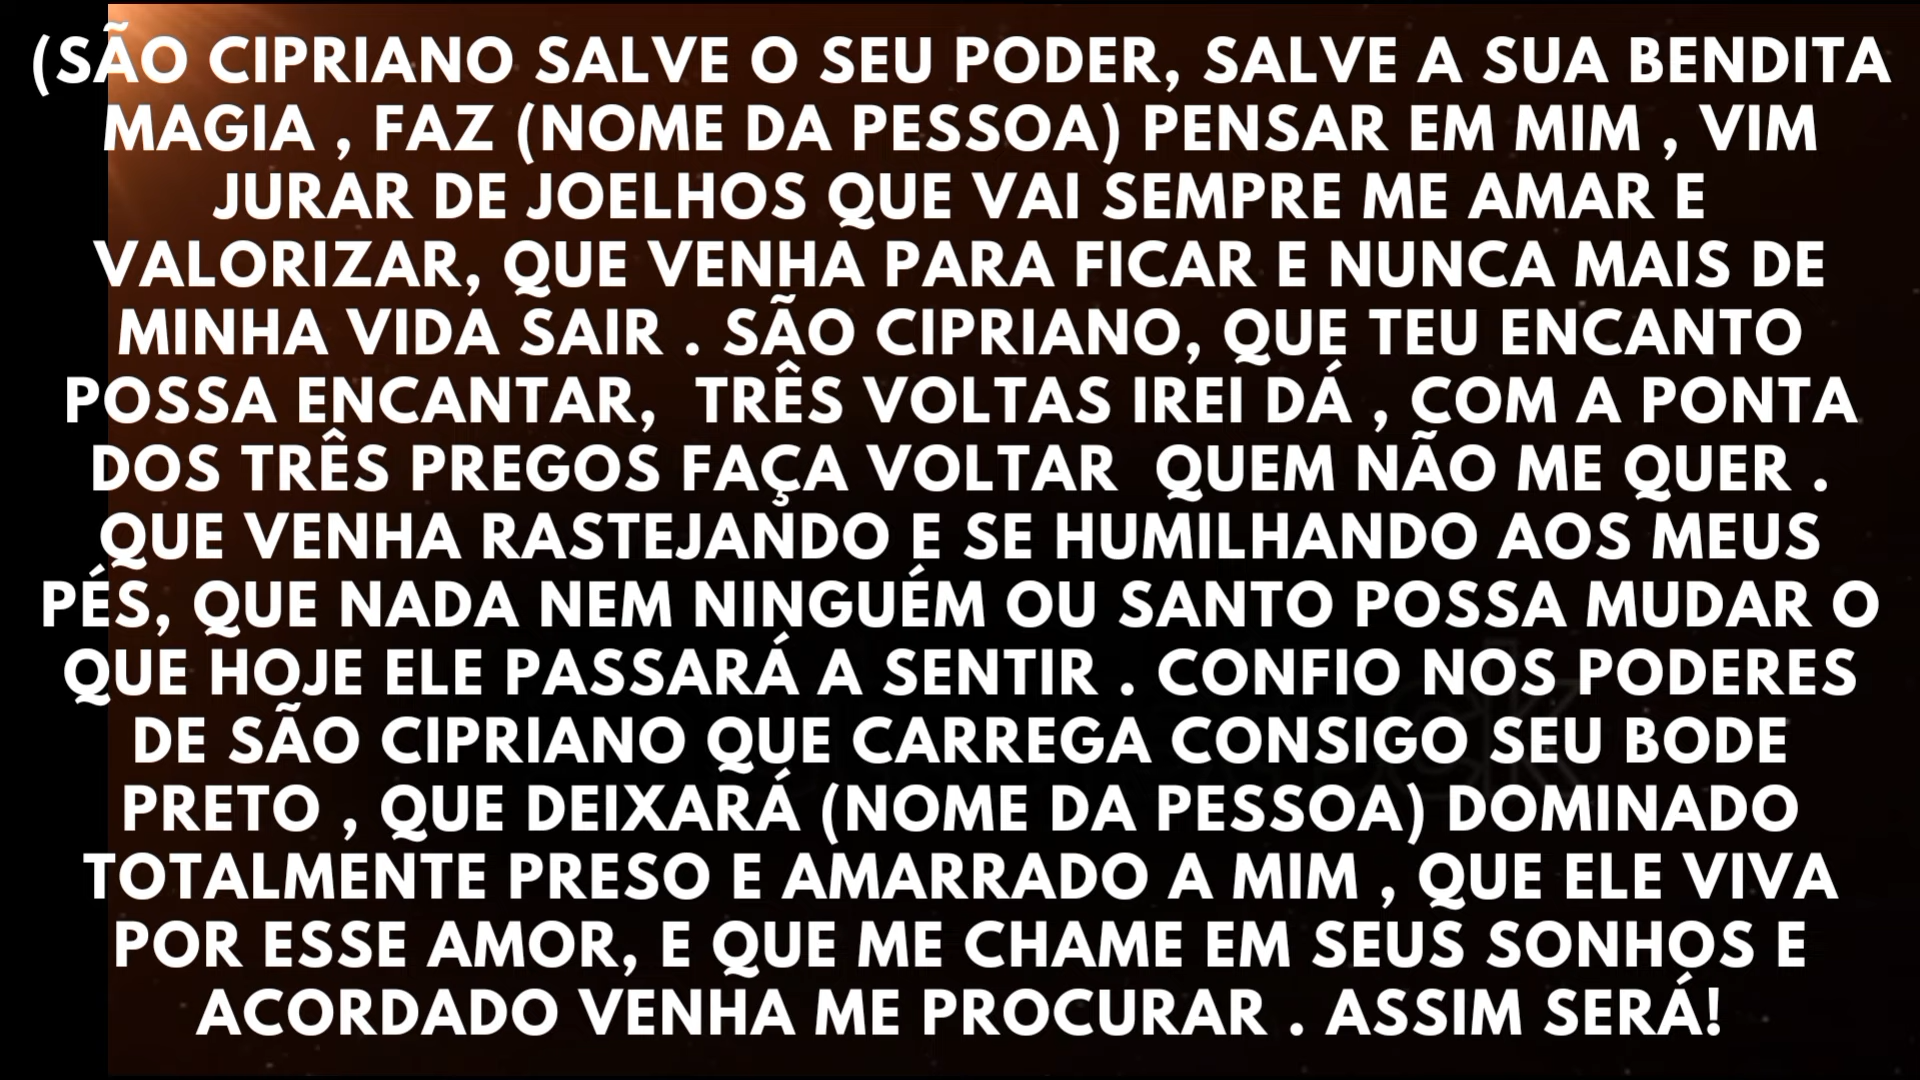 (SÃO CIPRIANO SALVE O SEU PODER, SALVE A SUA BENDITA
MAGIA , FAZ (NOME DA PESSOA) PENSAR EM MIM , VIM
JURAR DE JOELHOS QUE VAI SEMPRE ME AMAR E
VALORIZAR, QUE VENHA PARA FICAR E NUNCA MAIS DE
MINHA VIDA SAIR . SÃO CIPRIANO, QUE TEU ENCANTO
POSSA ENCANTAR,  TRÊS VOLTAS IREI DÁ , COM A PONTA
DOS TRÊS PREGOS FAÇA VOLTAR  QUEM NÃO ME QUER .
QUE VENHA RASTEJANDO E SE HUMILHANDO AOS MEUS
PÉS, QUE NADA NEM NINGUÉM OU SANTO POSSA MUDAR O
QUE HOJE ELE PASSARÁ A SENTIR . CONFIO NOS PODERES
DE SÃO CIPRIANO QUE CARREGA CONSIGO SEU BODE
PRETO , QUE DEIXARÁ (NOME DA PESSOA) DOMINADO
TOTALMENTE PRESO E AMARRADO A MIM , QUE ELE VIVA
POR ESSE AMOR, E QUE ME CHAME EM SEUS SONHOS E
ACORDADO VENHA ME PROCURAR . ASSIM SERÁ!